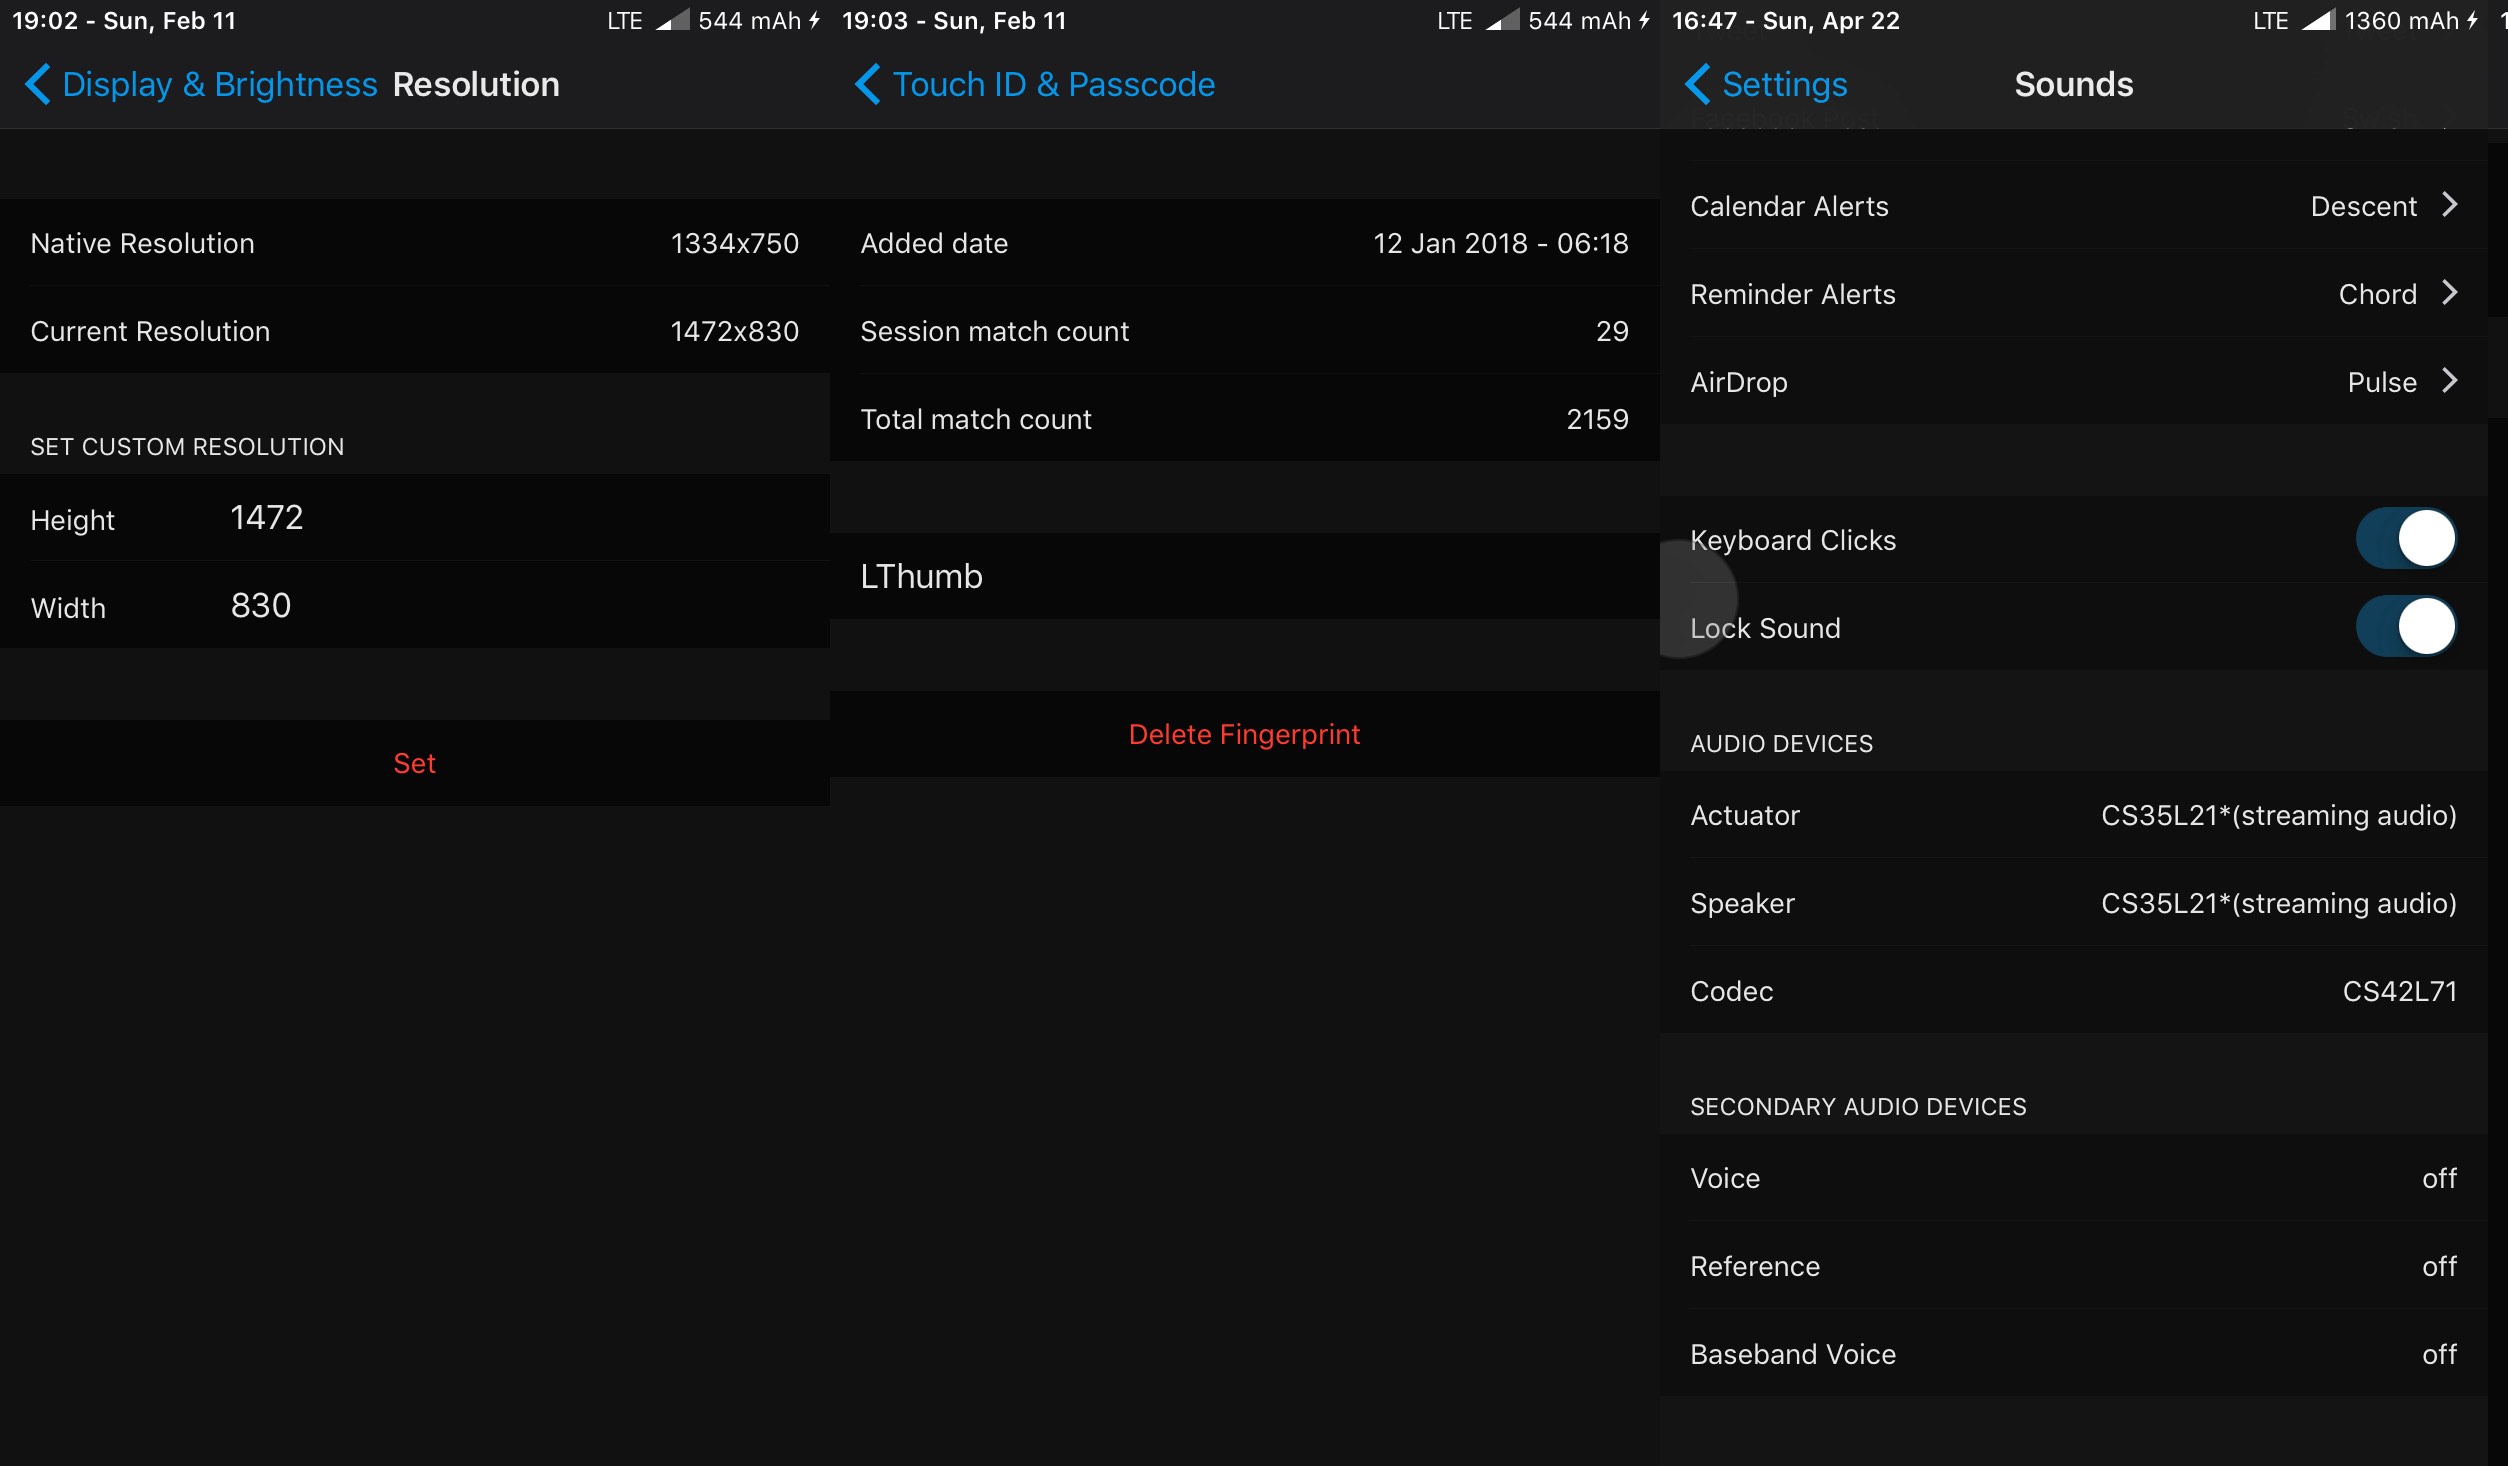 19:02 - Sun, Feb 11 LTE 544 mAh
Display & Brightness Resolution
Native Resolution 1334x750
Current Resolution 1472x830
SET CUSTOM RESOLUTION
Height 1472
Width 830
Set
19:03 - Sun, Feb 11 LTE 544 mAh
Touch ID & Passcode
Added date 12 Jan 2018 - 06:18
Session match count 29
Total match count 2159
LThumb
Delete Fingerprint
16:47 - Sun, Apr 22 LTE 1360 mAh
Settings Sounds
Facebook Post Swish
Calendar Alerts Descent
Reminder Alerts Chord
AirDrop Pulse
Keyboard Clicks
Lock Sound
AUDIO DEVICES
Actuator CS35L21*(streaming audio)
Speaker CS35L21*(streaming audio)
Codec CS42L71
SECONDARY AUDIO DEVICES
Voice off
Reference off
Baseband Voice off